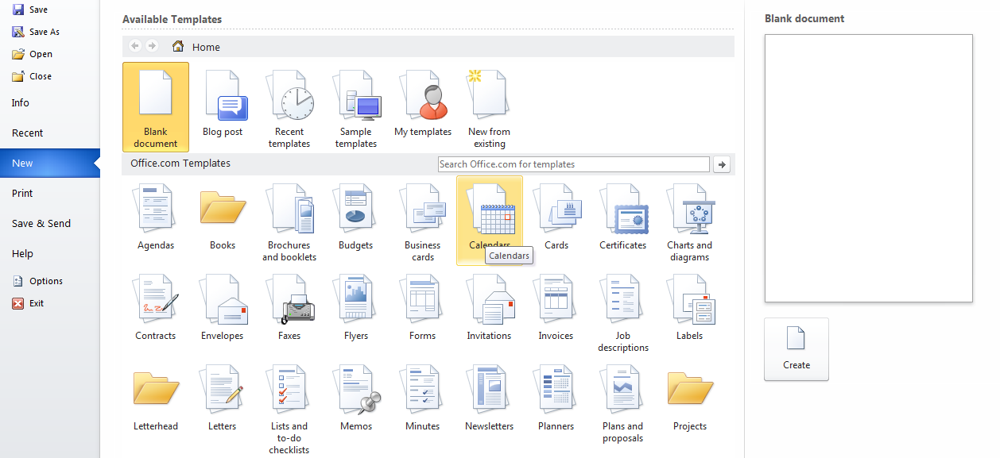 Save
Save As
Open
Close
Info
Recent
New
Print
Save & Send
Help
Options
Exit
Available Templates
Home
Blank
document
Blog post
Recent
templates
Sample
templates
My templates
New from
existing
Office.com Templates
Search Office.com for templates
Agendas
Books
Brochures
and booklets
Budgets
Business
cards
Calendars
Calendars
Cards
Certificates
Charts and
diagrams
Contracts
Envelopes
Faxes
Flyers
Forms
Invitations
Invoices
Job
descriptions
Labels
Letterhead
Letters
Lists and
to-do
checklists
Memos
Minutes
Newsletters
Planners
Plans and
proposals
Projects
Blank document
Create